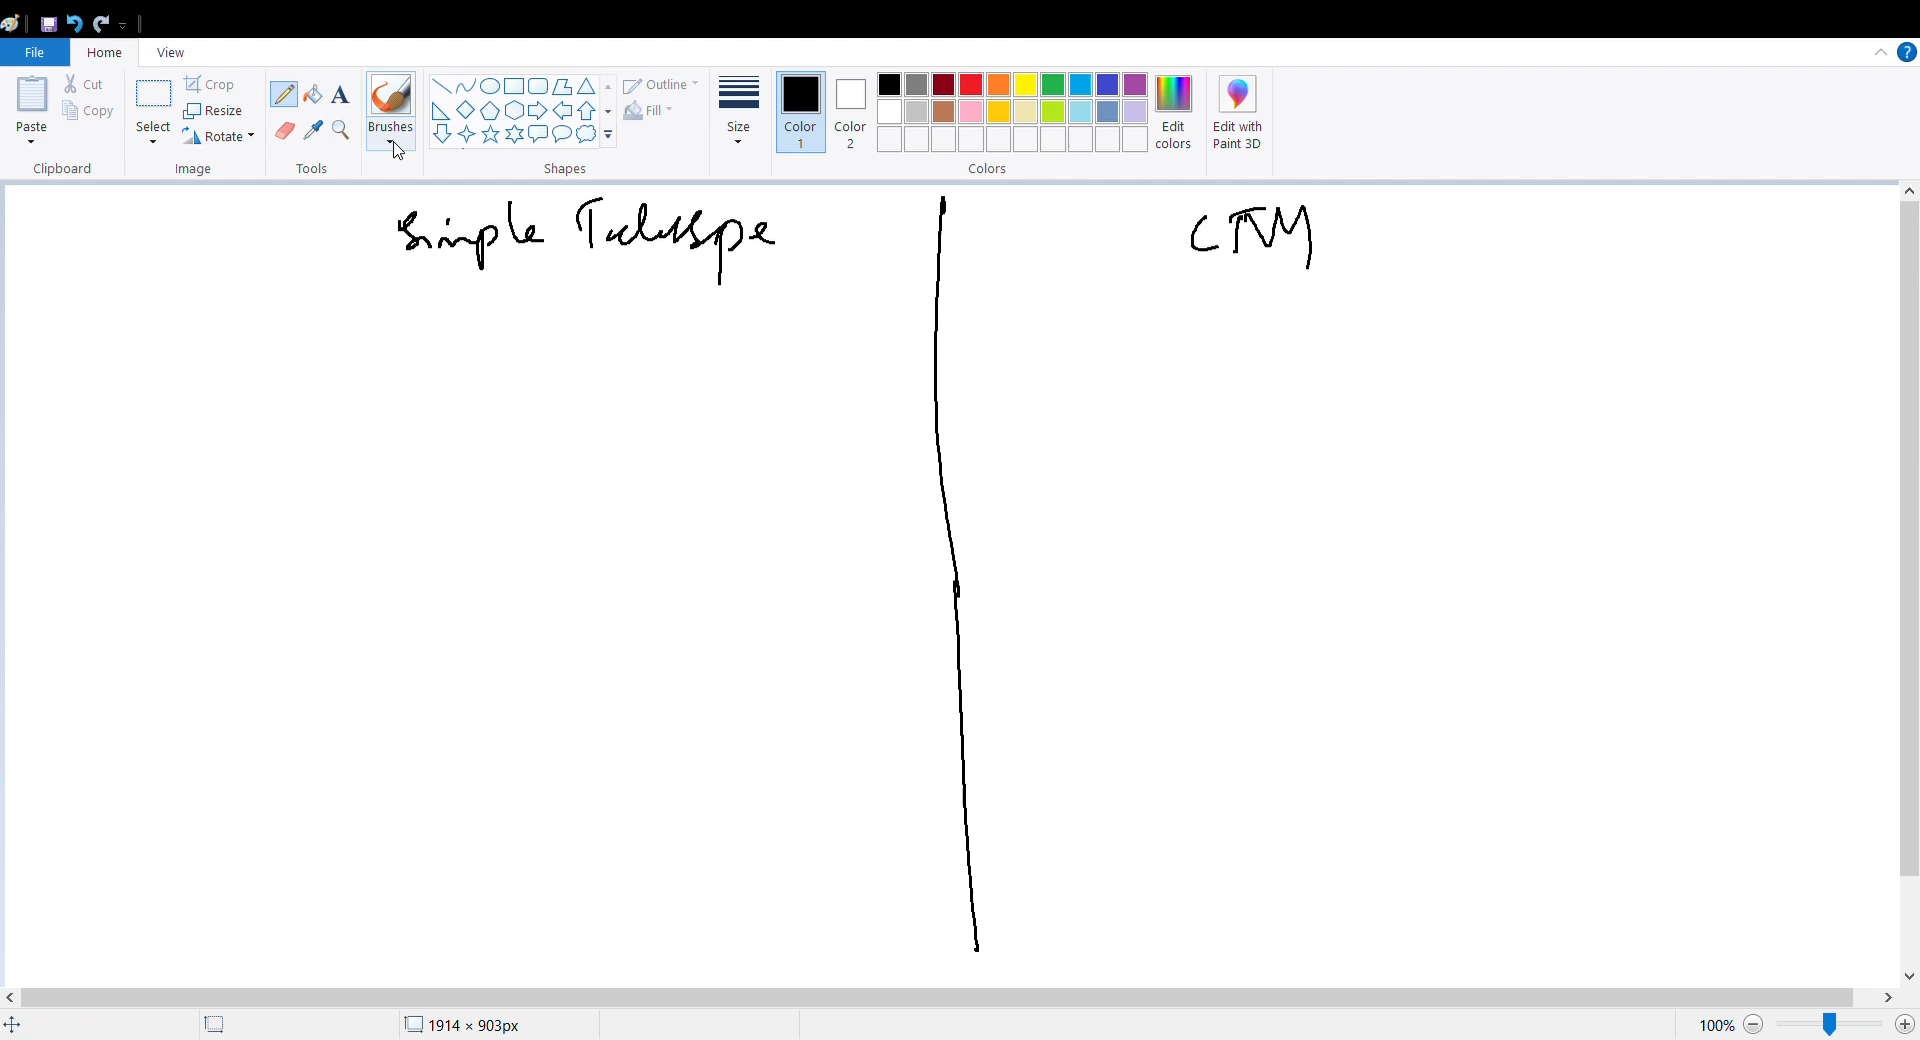 File Home View
Paste Cut Copy Clipboard
Select Crop Resize Rotate Image
A Tools
Brushes
Shapes
Outline Fill
Size
Color 1
Color 2
Edit colors
Colors
Edit with Paint 3D
?
Simple
1914 × 903px
100%